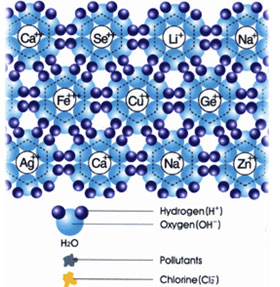 Ca++ Se++ Li+ Na+
Fe++ Cu++ Ge++
Ag++ Ca++ Na+ Zn++
Hydrogen(H+)
Oxygen(OH−)
H2O
Pollutants
Chlorine(Cl2−)